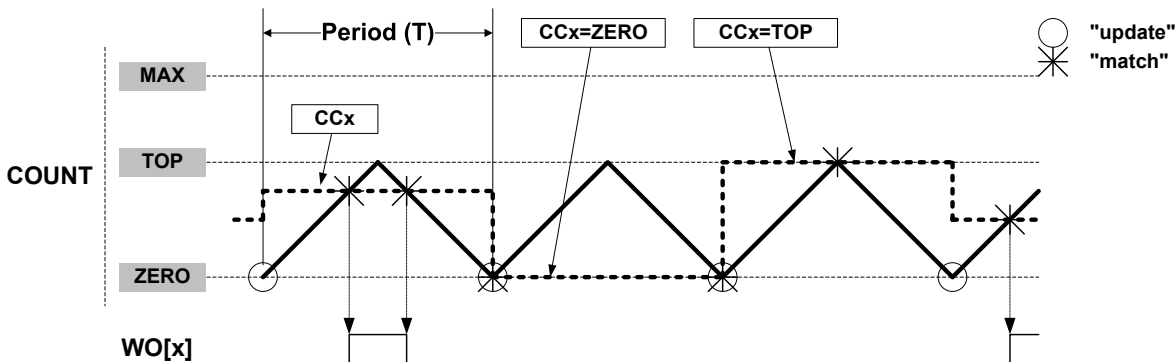 Period (T)
CCx=ZERO
CCx=TOP
"update"
"match"
MAX
CCx
TOP
COUNT
ZERO
WO[x]